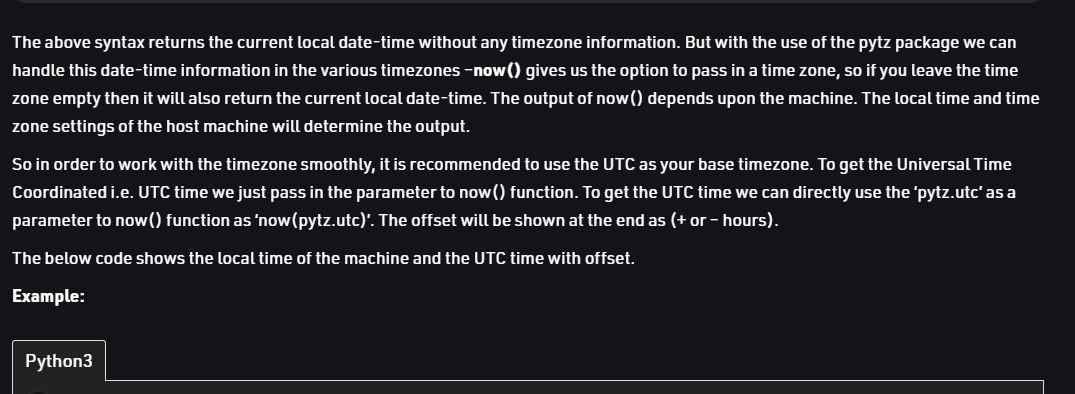 The above syntax returns the current local date-time without any timezone information. But with the use of the pytz package we can
handle this date-time information in the various timezones –now() gives us the option to pass in a time zone, so if you leave the time
zone empty then it will also return the current local date-time. The output of now() depends upon the machine. The local time and time
zone settings of the host machine will determine the output.
So in order to work with the timezone smoothly, it is recommended to use the UTC as your base timezone. To get the Universal Time
Coordinated i.e. UTC time we just pass in the parameter to now() function. To get the UTC time we can directly use the ‘pytz.utc’ as a
parameter to now() function as ‘now(pytz.utc)’. The offset will be shown at the end as (+ or – hours).
The below code shows the local time of the machine and the UTC time with offset.
Example:
Python3